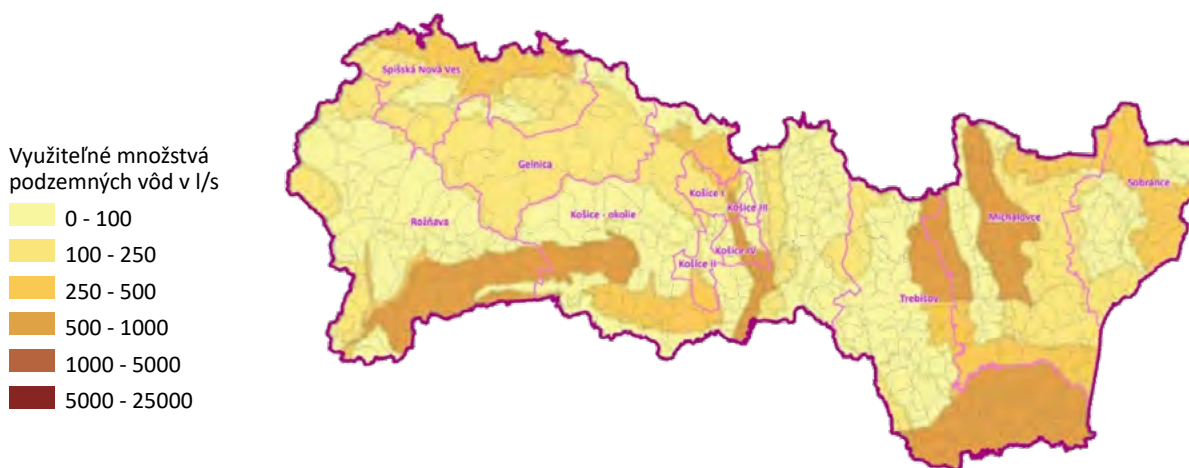 Využiteľné množstvá
podzemných vôd v l/s
0 - 100
100 - 250
250 - 500
500 - 1000
1000 - 5000
5000 - 25000
Spišská Nová Ves
Gelnica
Rožňava
Košice - okolie
Košice I
Košice III
Košice IV
Košice II
Trebišov
Michalovce
Sobrance